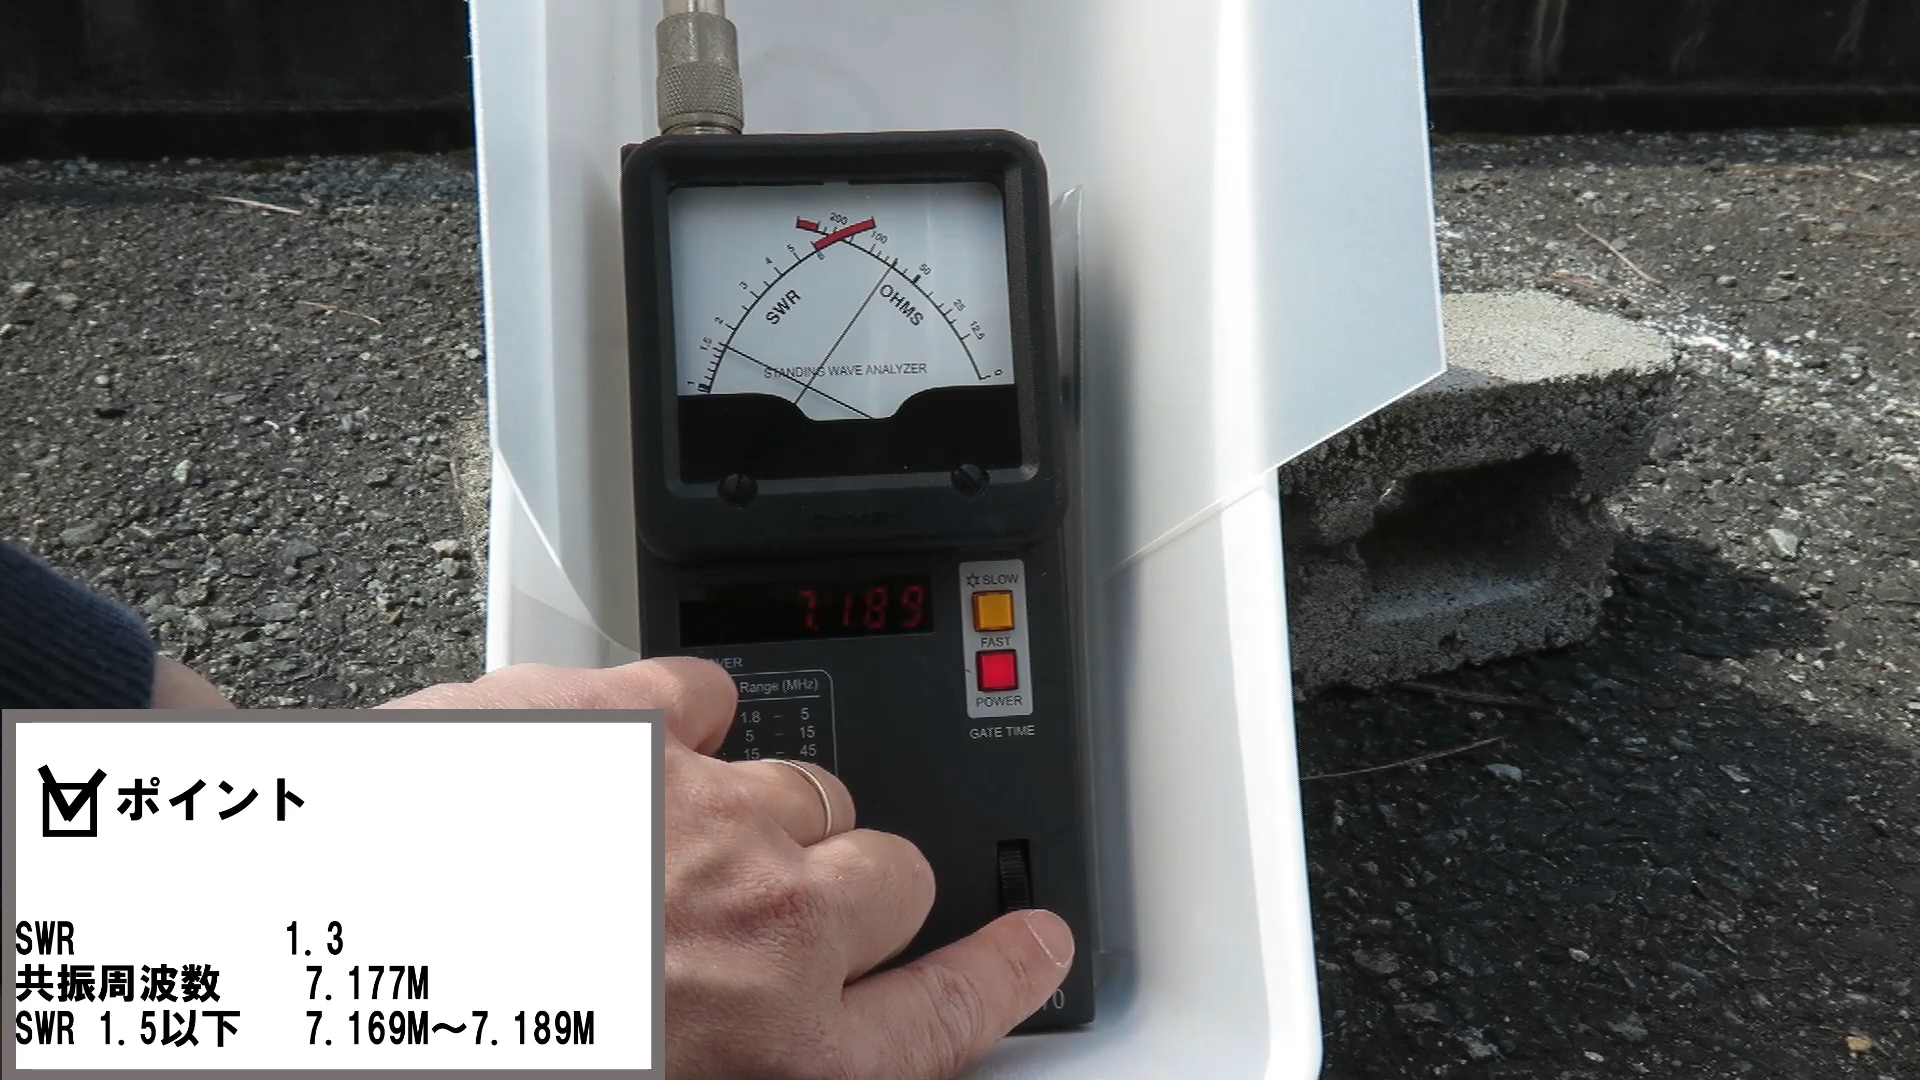 200
100
50
25
12.5
0
5
6
4
3
2
1.5
1
SWR
OHMS
STANDING WAVE ANALYZER
7.189
SLOW
FAST
POWER
GATE TIME
Range (MHz)
1.8 - 5
5 - 15
15 - 45
ポイント
SWR 1.3
共振周波数 7.177M
SWR 1.5以下 7.169M～7.189M